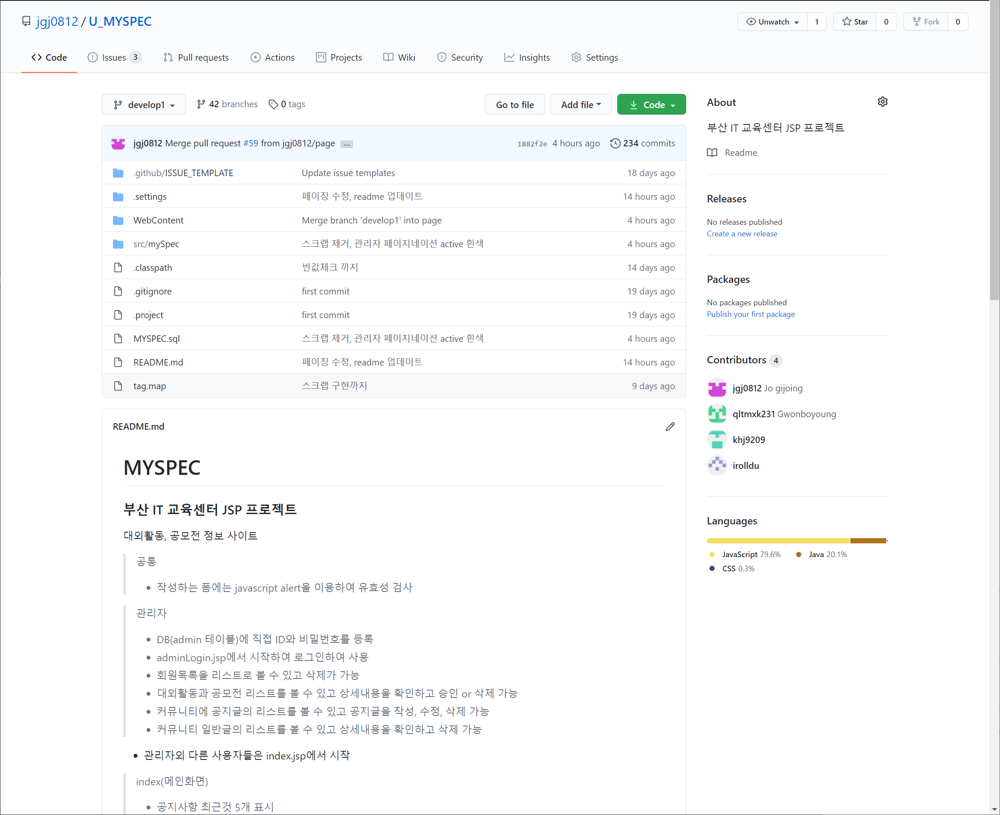 jgj0812 / U_MYSPEC
Unwatch 1 Star 0 Fork 0
Code Issues 3 Pull requests Actions Projects Wiki Security Insights Settings
develop1 42 branches 0 tags Go to file Add file Code
jgj0812 Merge pull request #59 from jgj0812/page ... 1882f2e 4 hours ago 234 commits
.github/ISSUE_TEMPLATE Update issue templates 18 days ago
.settings 페이징 수정, readme 업데이트 14 hours ago
WebContent Merge branch 'develop1' into page 4 hours ago
src/mySpec 스크랩 제거, 관리자 페이지네이션 active 흰색 4 hours ago
.classpath 빈값체크 까지 14 days ago
.gitignore first commit 19 days ago
.project first commit 19 days ago
MYSPEC.sql 스크랩 제거, 관리자 페이지네이션 active 흰색 4 hours ago
README.md 페이징 수정, readme 업데이트 14 hours ago
tag.map 스크랩 구현까지 9 days ago
README.md
MYSPEC
부산 IT 교육센터 JSP 프로젝트
대외활동, 공모전 정보 사이트
공통
작성하는 폼에는 javascript alert을 이용하여 유효성 검사
관리자
DB(admin 테이블)에 직접 ID와 비밀번호를 등록
adminLogin.jsp에서 시작하여 로그인하여 사용
회원목록을 리스트로 볼 수 있고 삭제가 가능
대외활동과 공모전 리스트를 볼 수 있고 상세내용을 확인하고 승인 or 삭제 가능
커뮤니티에 공지글의 리스트를 볼 수 있고 공지글을 작성, 수정, 삭제 가능
커뮤니티 일반글의 리스트를 볼 수 있고 상세내용을 확인하고 삭제 가능
관리자외 다른 사용자들은 index.jsp에서 시작
index(메인화면)
공지사항 최근것 5개 표시
About
부산 IT 교육센터 JSP 프로젝트
Readme
Releases
No releases published
Create a new release
Packages
No packages published
Publish your first package
Contributors 4
jgj0812 Jo gijoing
qltmxk231 Gwonboyoung
khj9209
irolldu
Languages
JavaScript 79.6% Java 20.1%
CSS 0.3%